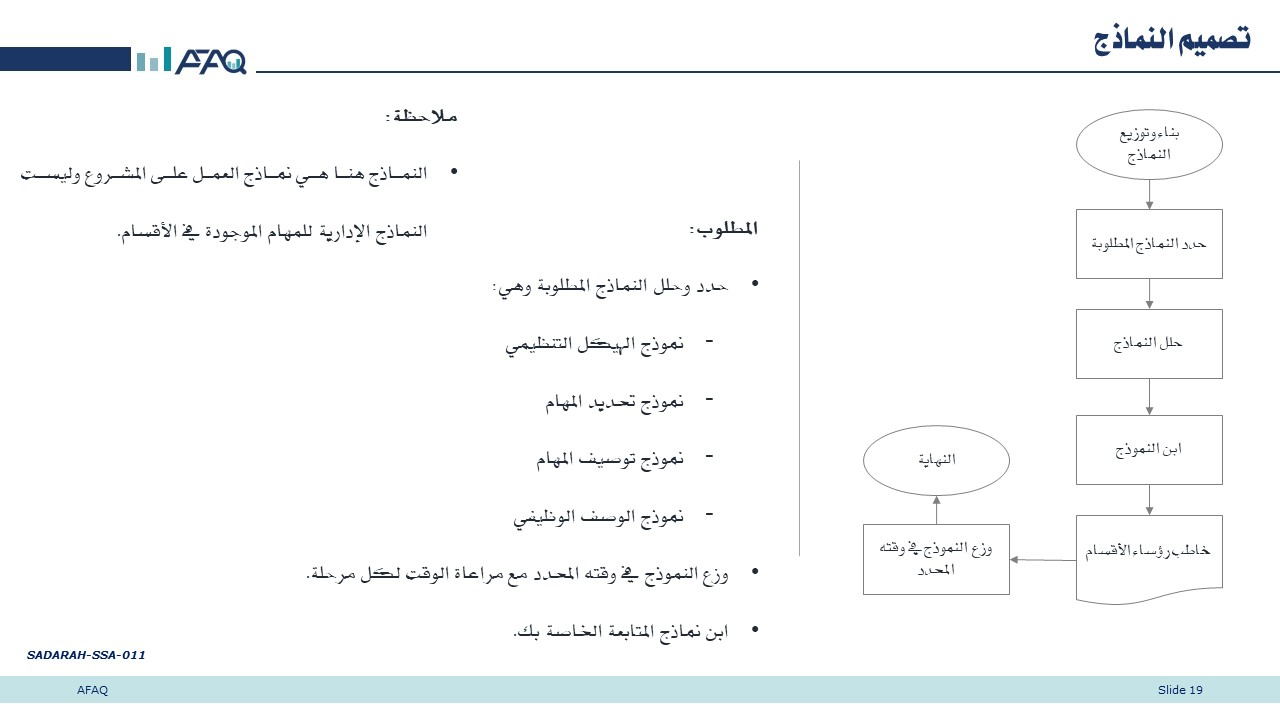 تصميم النماذج
AFAQ
بناء وتوزيع
النماذج
حدد النماذج المطلوبة
حلل النماذج
ابن النموذج
خاطب رؤساء الأقسام
وزع النموذج في وقته
المحدد
النهاية
المطلوب:
• حدد وحلل النماذج المطلوبة وهي:
- نموذج الهيكل التنظيمي
- نموذج تحديد المهام
- نموذج توصيف المهام
- نموذج الوصف الوظيفي
• وزع النموذج في وقته المحدد مع مراعاة الوقت لكل مرحلة.
• ابن نماذج المتابعة الخاصة بك.
ملاحظة:
• النماذج هنا هي نماذج العمل على المشروع وليست
النماذج الإدارية للمهام الموجودة في الأقسام.
SADARAH-SSA-011
AFAQ
Slide 19